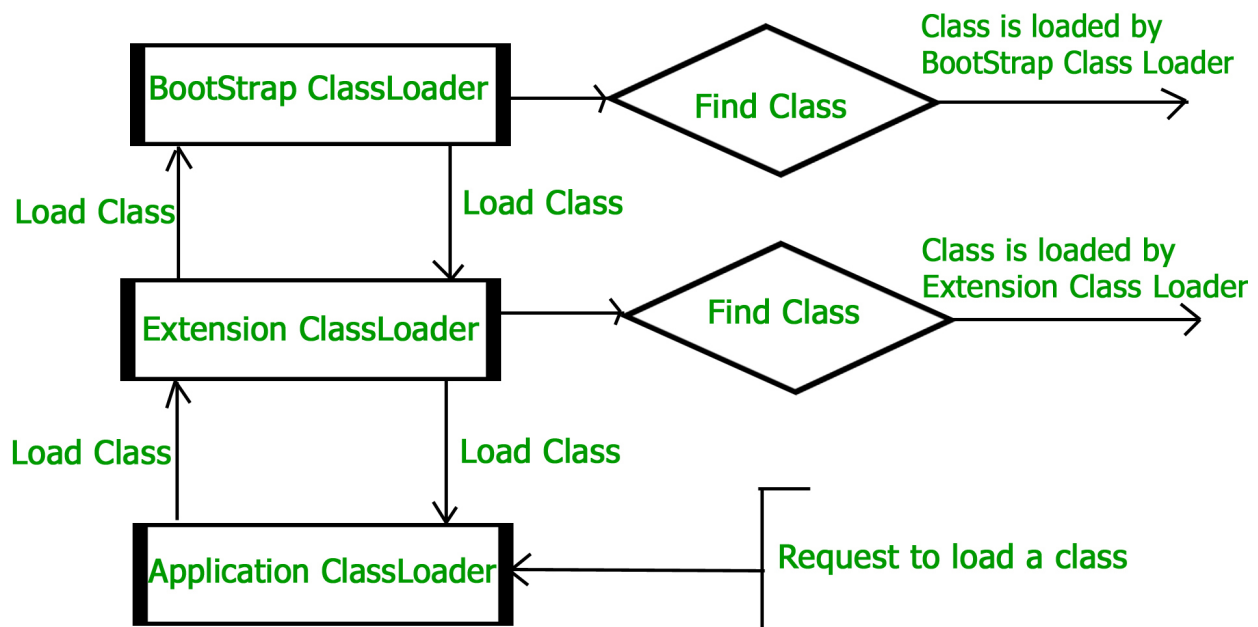 BootStrap ClassLoader
Find Class
Class is loaded by
BootStrap Class Loader
Load Class
Load Class
Extension ClassLoader
Find Class
Class is loaded by
Extension Class Loader
Load Class
Load Class
Application ClassLoader
Request to load a class